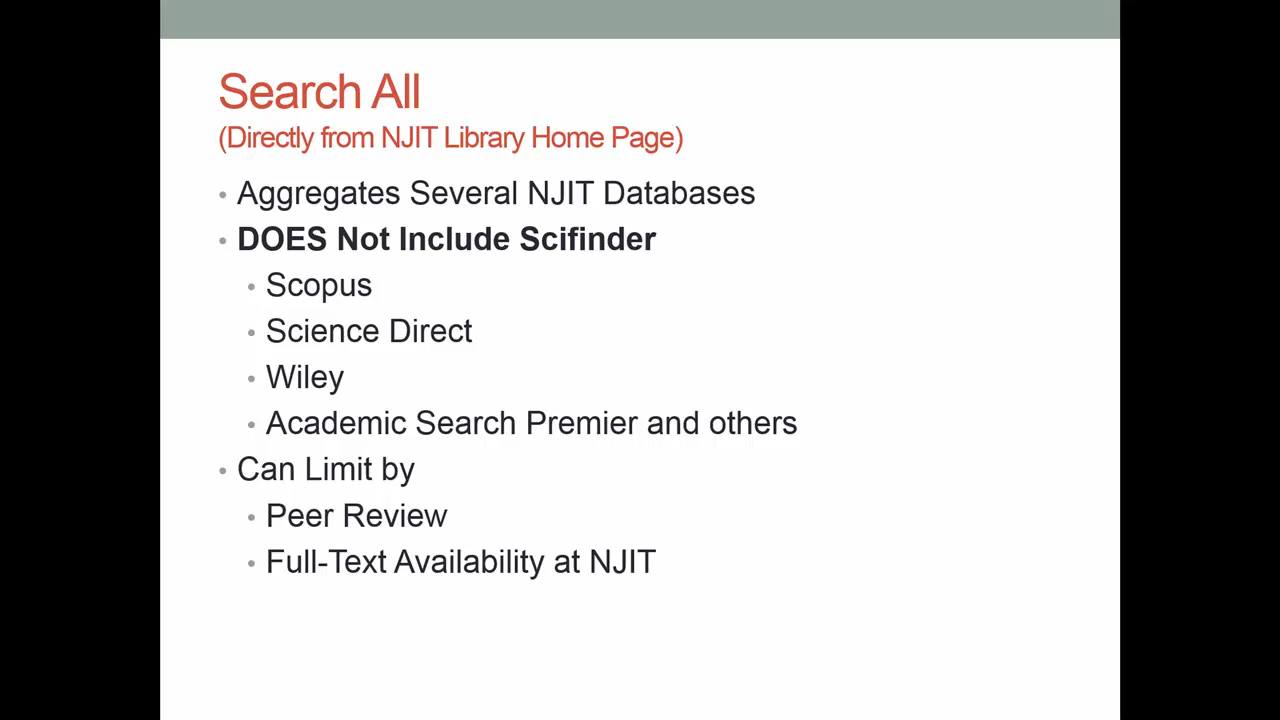 Search All
(Directly from NJIT Library Home Page)
• Aggregates Several NJIT Databases
• DOES Not Include Scifinder
• Scopus
• Science Direct
• Wiley
• Academic Search Premier and others
• Can Limit by
• Peer Review
• Full-Text Availability at NJIT